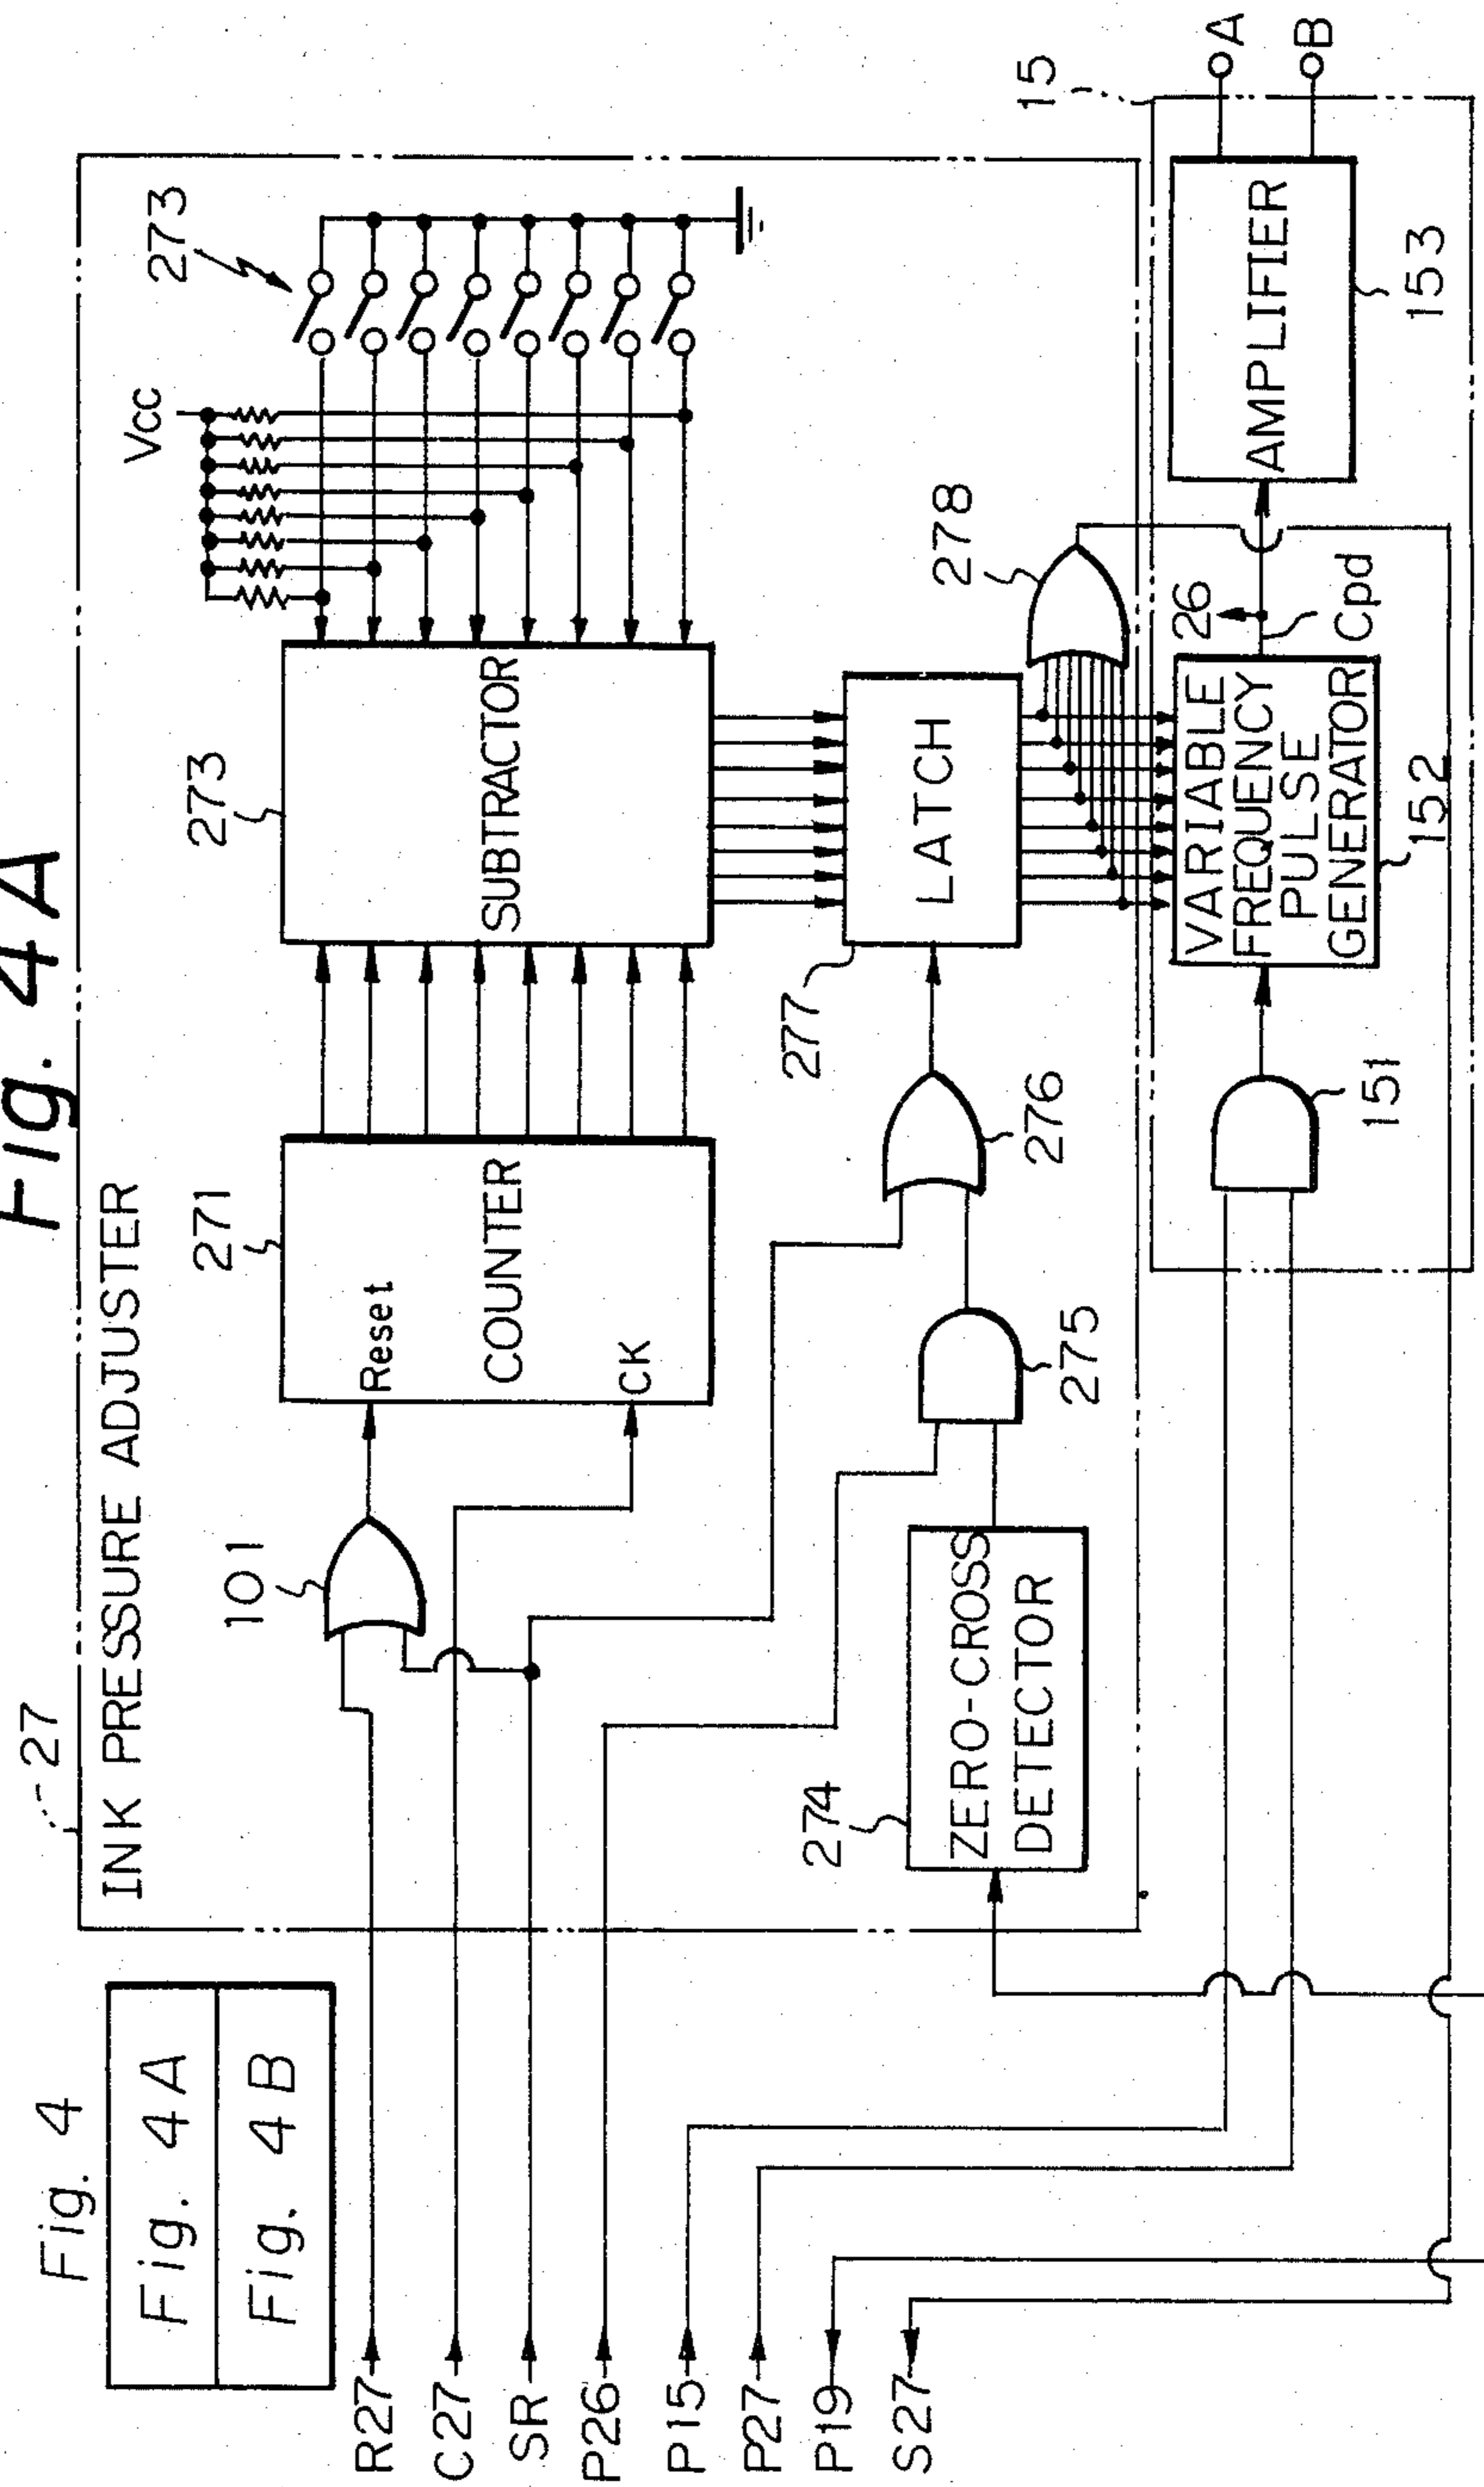 Fig. 4A
Fig. 4
Fig. 4A
Fig. 4B
27
INK PRESSURE ADJUSTER
R27
C27
SR
P26
P15
P27
P19
S27
101
271
Reset
COUNTER
CK
273
SUBTRACTOR
Vcc
273
274
ZERO-CROSS
DETECTOR
275
276
277
LATCH
278
15
151
VARIABLE
FREQUENCY
PULSE
GENERATOR
152
26
Cpd
AMPLIFIER
153
A
B